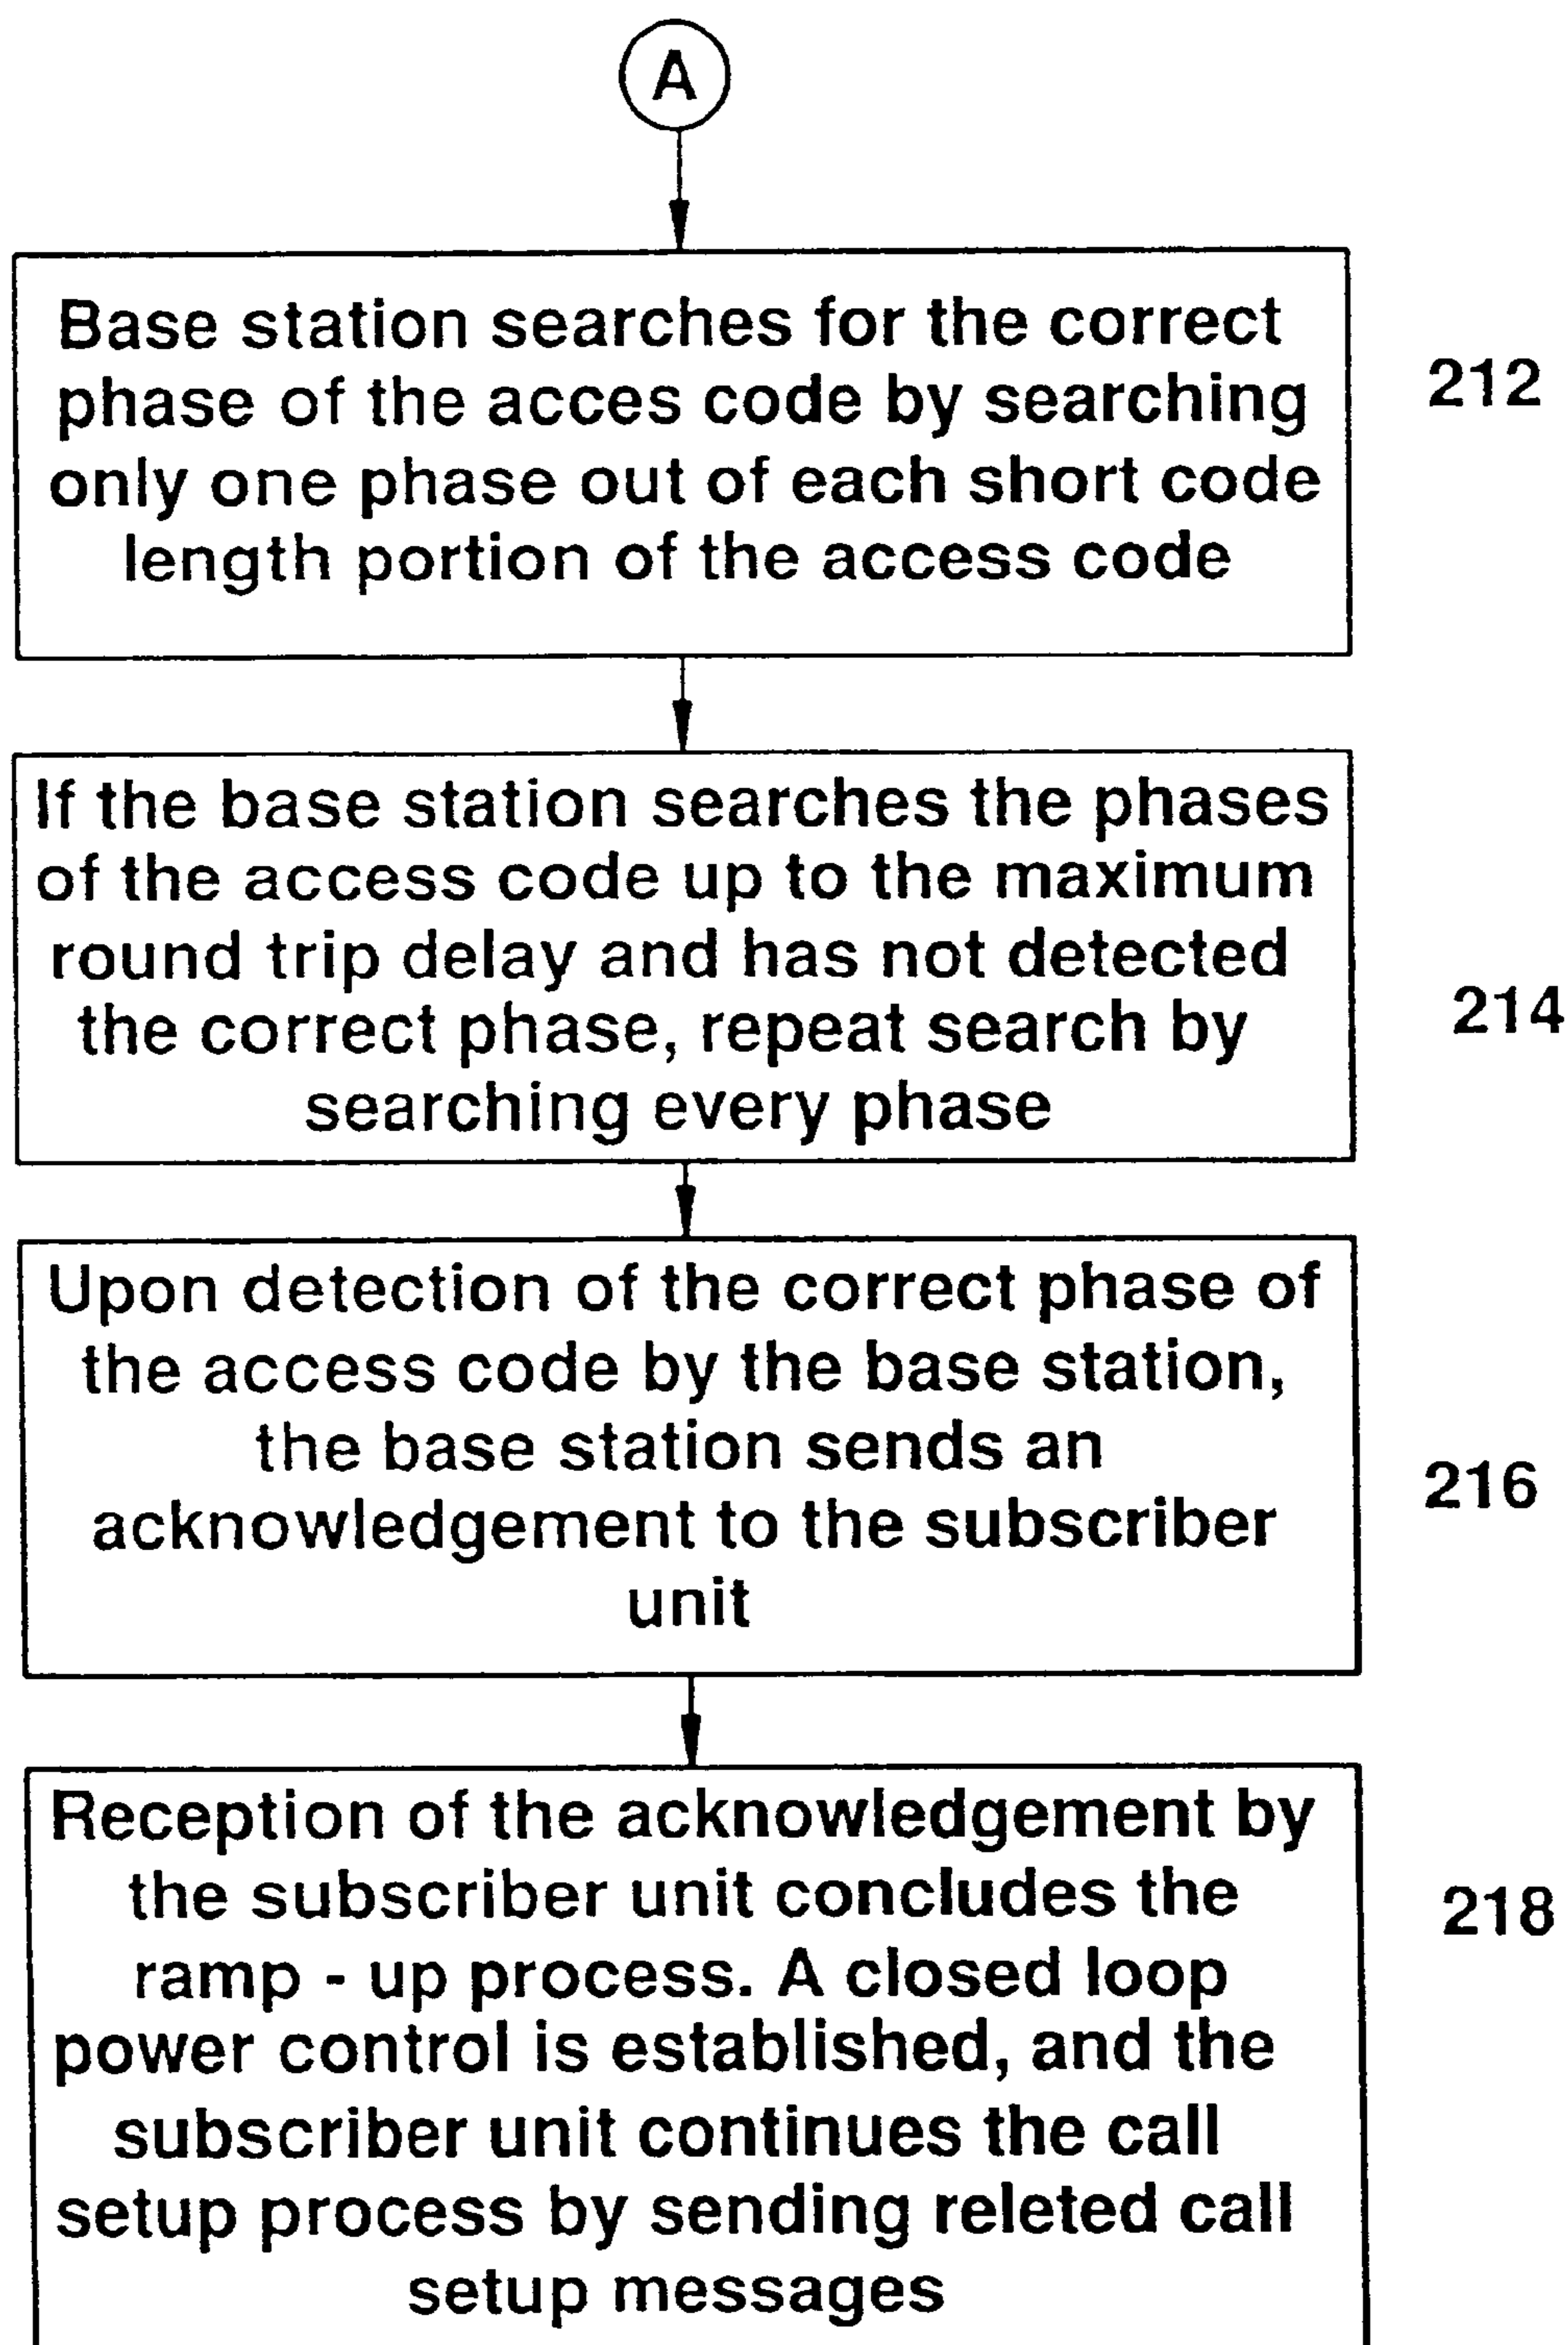 A
Base station searches for the correct
phase of the acces code by searching
only one phase out of each short code
length portion of the access code
212
If the base station searches the phases
of the access code up to the maximum
round trip delay and has not detected
the correct phase, repeat search by
searching every phase
214
Upon detection of the correct phase of
the access code by the base station,
the base station sends an
acknowledgement to the subscriber
unit
216
Reception of the acknowledgement by
the subscriber unit concludes the
ramp - up process. A closed loop
power control is established, and the
subscriber unit continues the call
setup process by sending releted call
setup messages
218